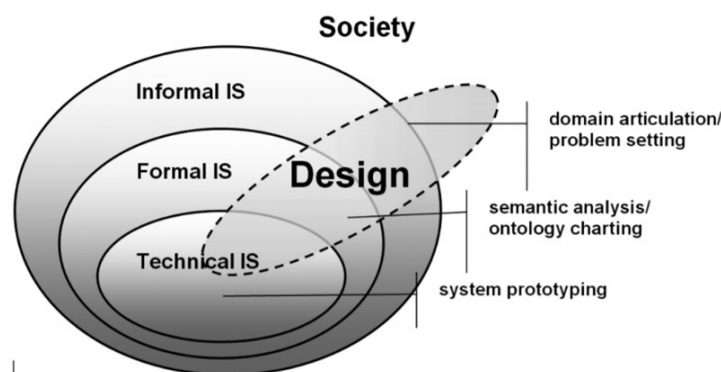 Society
Informal IS
domain articulation/
problem setting
Formal IS
Design
semantic analysis/
ontology charting
Technical IS
system prototyping